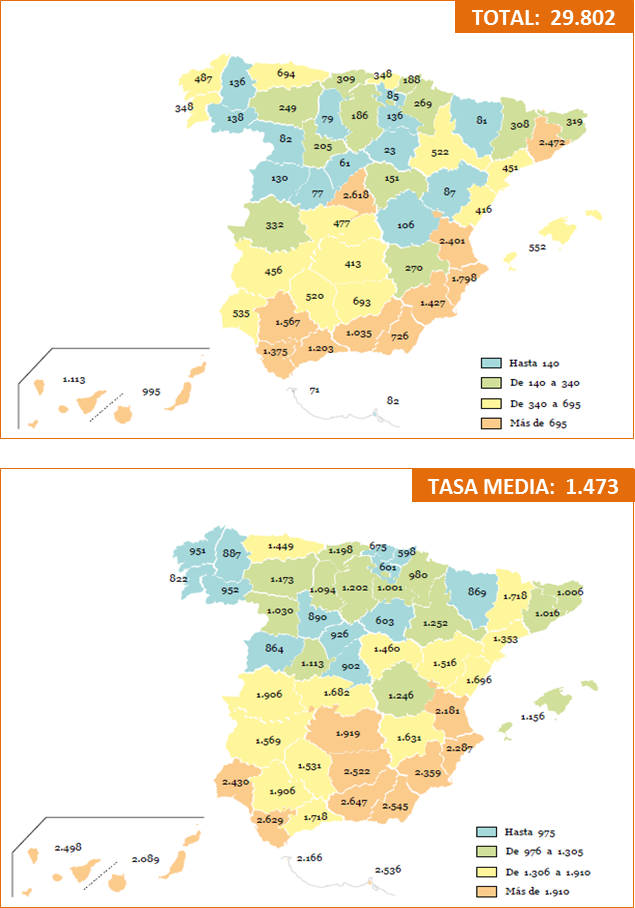 TOTAL: 29.802
487 136 694 309 348 188
348 138 249 79 186 85 136 269 81 308 319
82 205 61 23 522 2.472
130 77 2.618 151 87 451
332 477 106 416
2.401 552
456 413 270 1.798
535 520 693 1.427
1.567 1.035 726
1.375 1.203
1.113 995
71 82
Hasta 140
De 140 a 340
De 340 a 695
Más de 695
TASA MEDIA: 1.473
951 887 1.449 1.198 675 598
822 952 1.173 1.094 1.202 601 1.001 980 869 1.718 1.006
1.030 890 603 1.252 1.016
864 926 1.460 1.353
1.113 902 1.516 1.696
1.906 1.682 1.246 2.181 1.156
1.569 1.919 1.631 2.287
2.430 1.531 2.522 2.359
1.906 2.647 2.545
2.629 1.718
2.498 2.089
2.166 2.536
Hasta 975
De 976 a 1.305
De 1.306 a 1.910
Más de 1.910